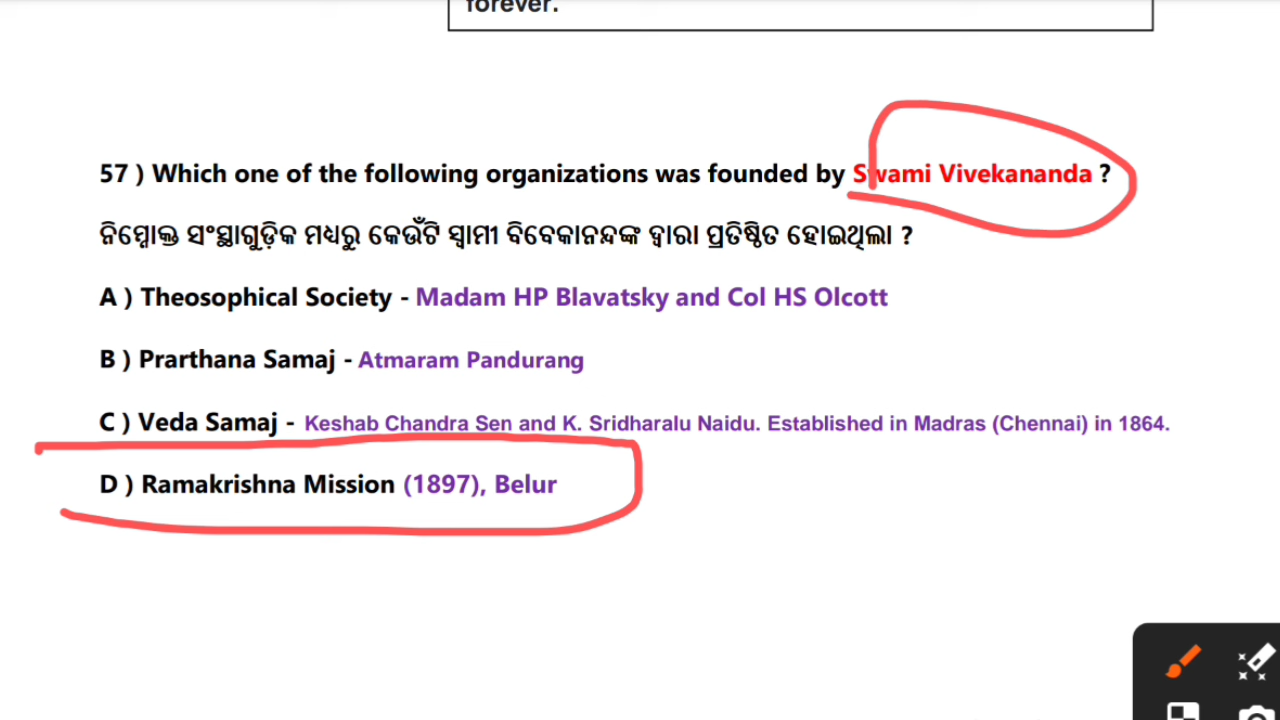 forever.
57 ) Which one of the following organizations was founded by Swami Vivekananda ?
ନିମ୍ନୋକ୍ତ ସଂସ୍ଥାଗୁଡ଼ିକ ମଧ୍ୟରୁ କେଉଁଟି ସ୍ୱାମୀ ବିବେକାନନ୍ଦଙ୍କ ଦ୍ୱାରା ପ୍ରତିଷ୍ଠିତ ହୋଇଥିଲା ?
A ) Theosophical Society - Madam HP Blavatsky and Col HS Olcott
B ) Prarthana Samaj - Atmaram Pandurang
C ) Veda Samaj - Keshab Chandra Sen and K. Sridharalu Naidu. Established in Madras (Chennai) in 1864.
D ) Ramakrishna Mission (1897), Belur